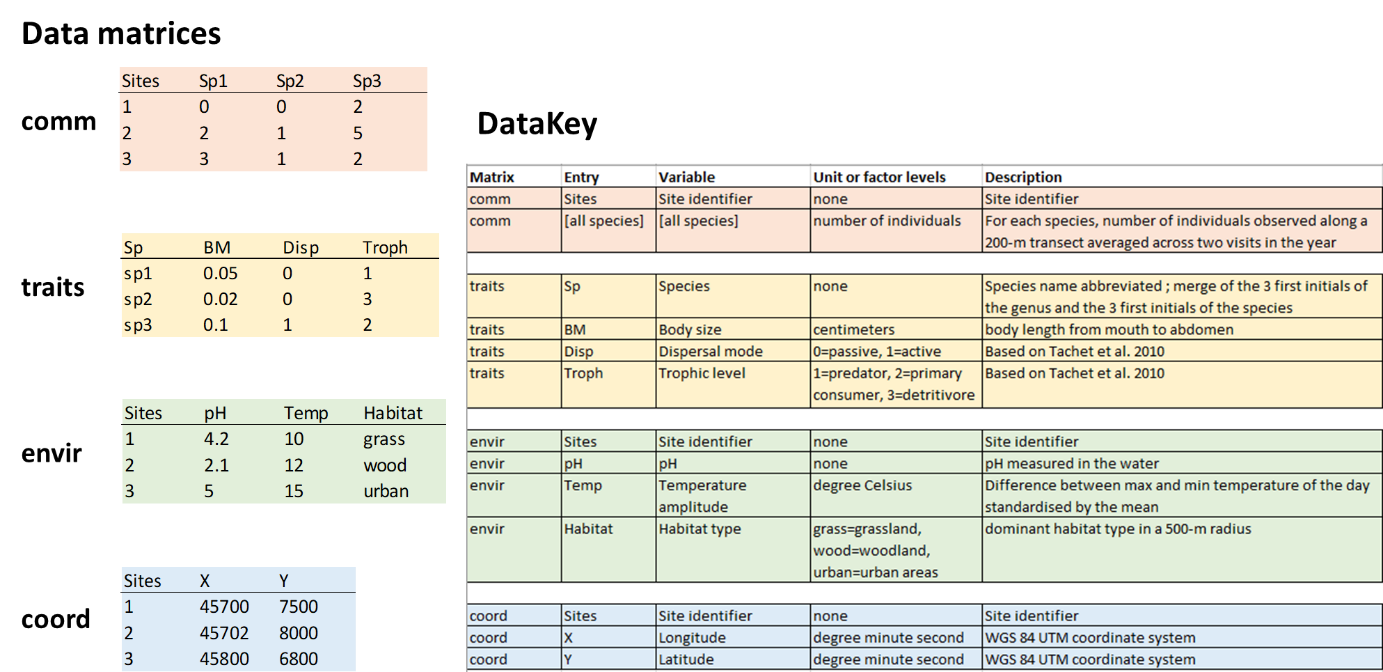 Data matrices
comm
Sites Sp1 Sp2 Sp3
1 0 0 2
2 2 1 5
3 3 1 2
traits
Sp BM Disp Troph
sp1 0.05 0 1
sp2 0.02 0 3
sp3 0.1 1 2
envir
Sites pH Temp Habitat
1 4.2 10 grass
2 2.1 12 wood
3 5 15 urban
coord
Sites X Y
1 45700 7500
2 45702 8000
3 45800 6800
DataKey
Matrix Entry Variable Unit or factor levels Description
comm Sites Site identifier none Site identifier
comm [all species] [all species] number of individuals For each species, number of individuals observed along a
200-m transect averaged across two visits in the year
traits Sp Species none Species name abbreviated ; merge of the 3 first initials of
the genus and the 3 first initials of the species
traits BM Body size centimeters body length from mouth to abdomen
traits Disp Dispersal mode 0=passive, 1=active Based on Tachet et al. 2010
traits Troph Trophic level 1=predator, 2=primary Based on Tachet et al. 2010
consumer, 3=detritivore
envir Sites Site identifier none Site identifier
envir pH pH none pH measured in the water
envir Temp Temperature degree Celsius Difference between max and min temperature of the day
amplitude standardised by the mean
envir Habitat Habitat type grass=grassland, dominant habitat type in a 500-m radius
wood=woodland,
urban=urban areas
coord Sites Site identifier none Site identifier
coord X Longitude degree minute second WGS 84 UTM coordinate system
coord Y Latitude degree minute second WGS 84 UTM coordinate system